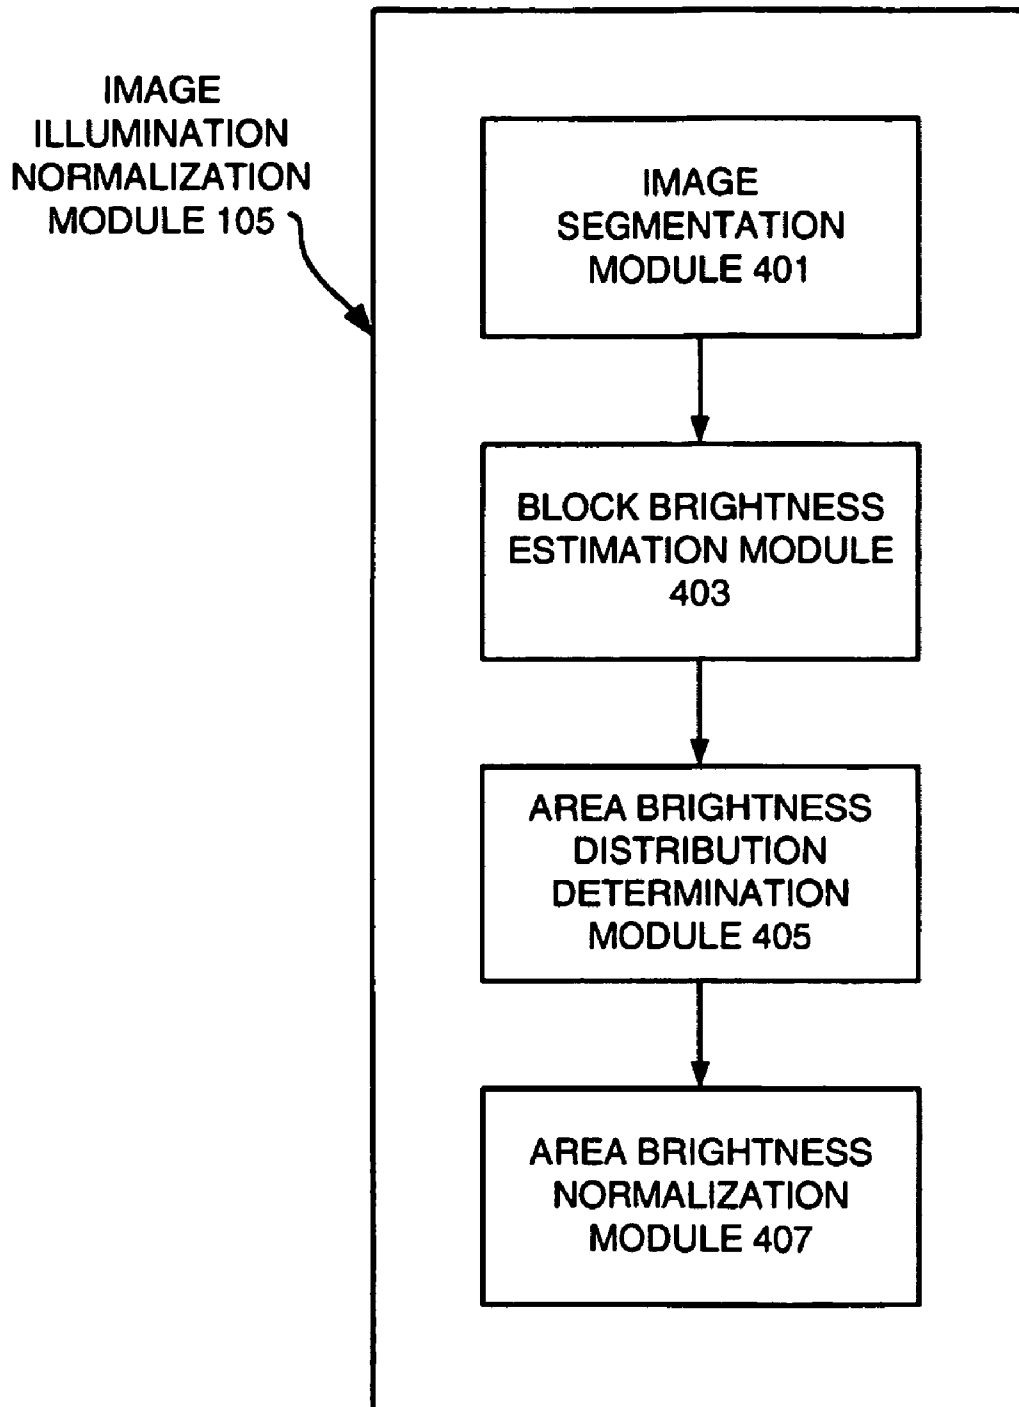 IMAGE
ILLUMINATION
NORMALIZATION
MODULE 105
IMAGE
SEGMENTATION
MODULE 401
BLOCK BRIGHTNESS
ESTIMATION MODULE
403
AREA BRIGHTNESS
DISTRIBUTION
DETERMINATION
MODULE 405
AREA BRIGHTNESS
NORMALIZATION
MODULE 407